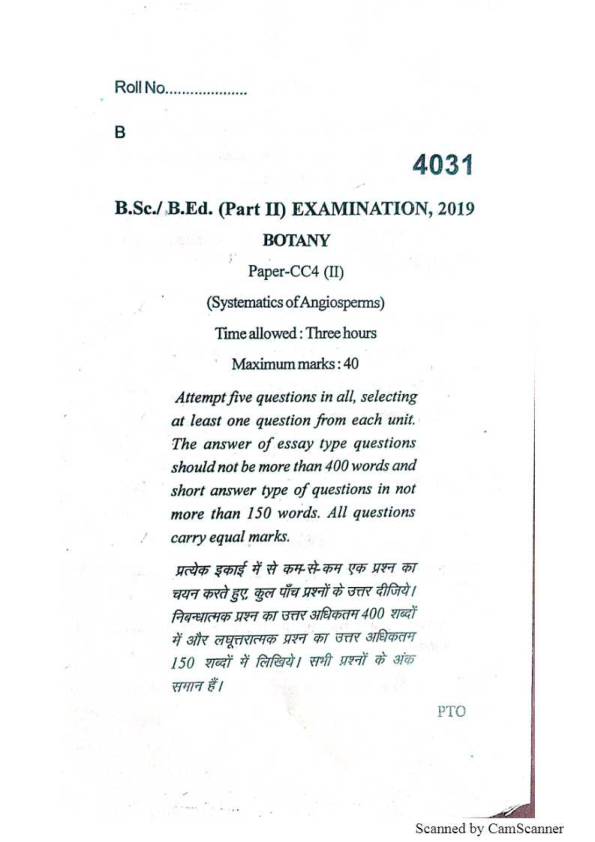 Roll No....................
B
4031
B.Sc./ B.Ed. (Part II) EXAMINATION, 2019
BOTANY
Paper-CC4 (II)
(Systematics of Angiosperms)
Time allowed : Three hours
Maximum marks : 40
Attempt five questions in all, selecting
at least one question from each unit.
The answer of essay type questions
should not be more than 400 words and
short answer type of questions in not
more than 150 words. All questions
carry equal marks.
प्रत्येक इकाई में से कम-से-कम एक प्रश्न का
चयन करते हुए, कुल पाँच प्रश्नों के उत्तर दीजिये।
निबन्धात्मक प्रश्न का उत्तर अधिकतम 400 शब्दों
में और लघूत्तरात्मक प्रश्न का उत्तर अधिकतम
150 शब्दों में लिखिये। सभी प्रश्नों के अंक
समान हैं।
PTO
Scanned by CamScanner